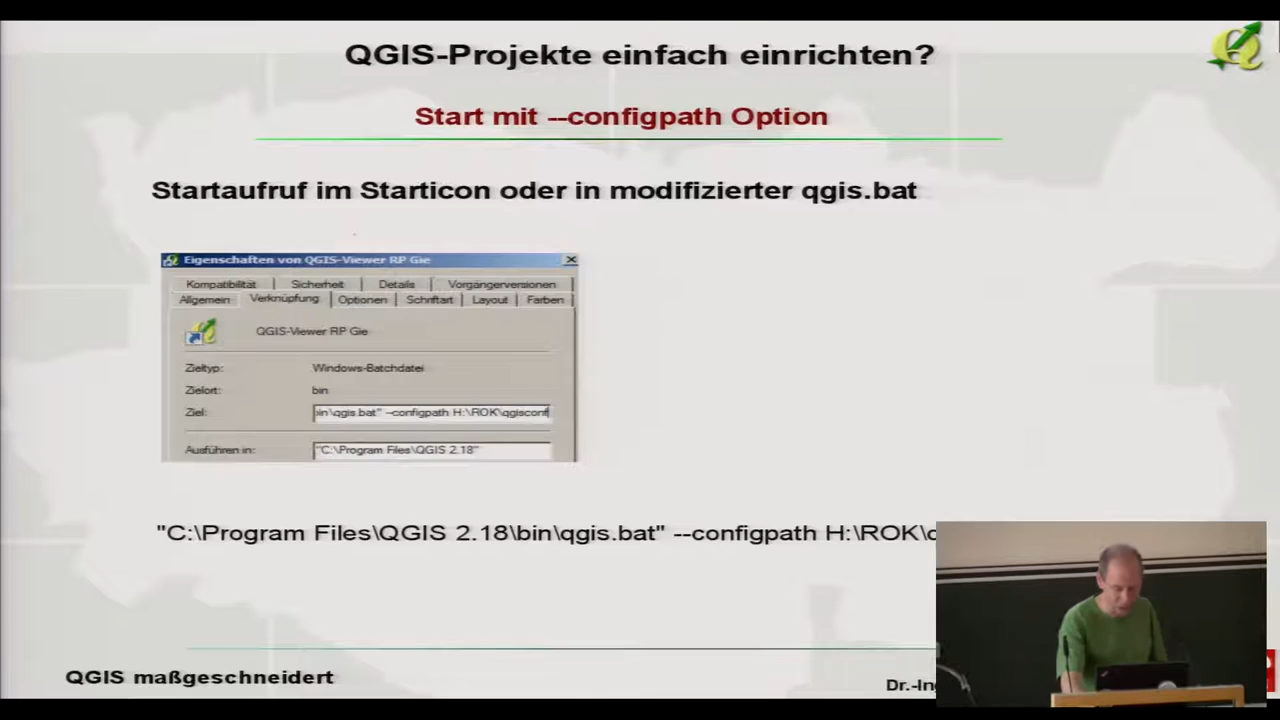 QGIS-Projekte einfach einrichten?
Start mit --configpath Option
Startaufruf im Starticon oder in modifizierter qgis.bat
Eigenschaften von QGIS-Viewer RP Gie
Kompatibilität Sicherheit Details Vorgängerversionen
Allgemein Verknüpfung Optionen Schriftart Layout Farben
QGIS-Viewer RP Gie
Zieltyp: Windows-Batchdatei
Zielort: bin
Ziel: in\qgis.bat" --configpath H:\ROK\qgisconf
Ausführen in: "C:\Program Files\QGIS 2.18"
"C:\Program Files\QGIS 2.18\bin\qgis.bat" --configpath H:\ROK\
QGIS maßgeschneidert
Dr.-In